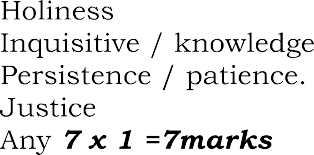 Holiness
Inquisitive / knowledge
Persistence / patience.
Justice
Any 7 x 1 =7marks